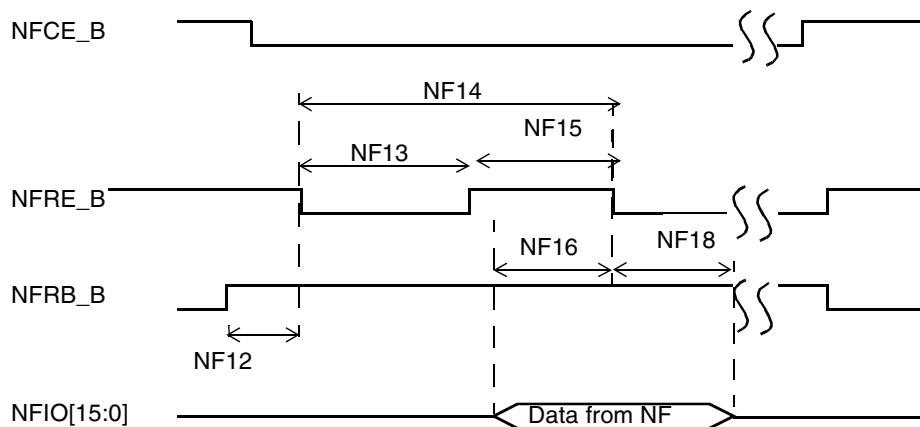 NFCE_B
NF14
NF15
NF13
NFRE_B
NF16
NF18
NFRB_B
NF12
NFIO[15:0]
Data from NF